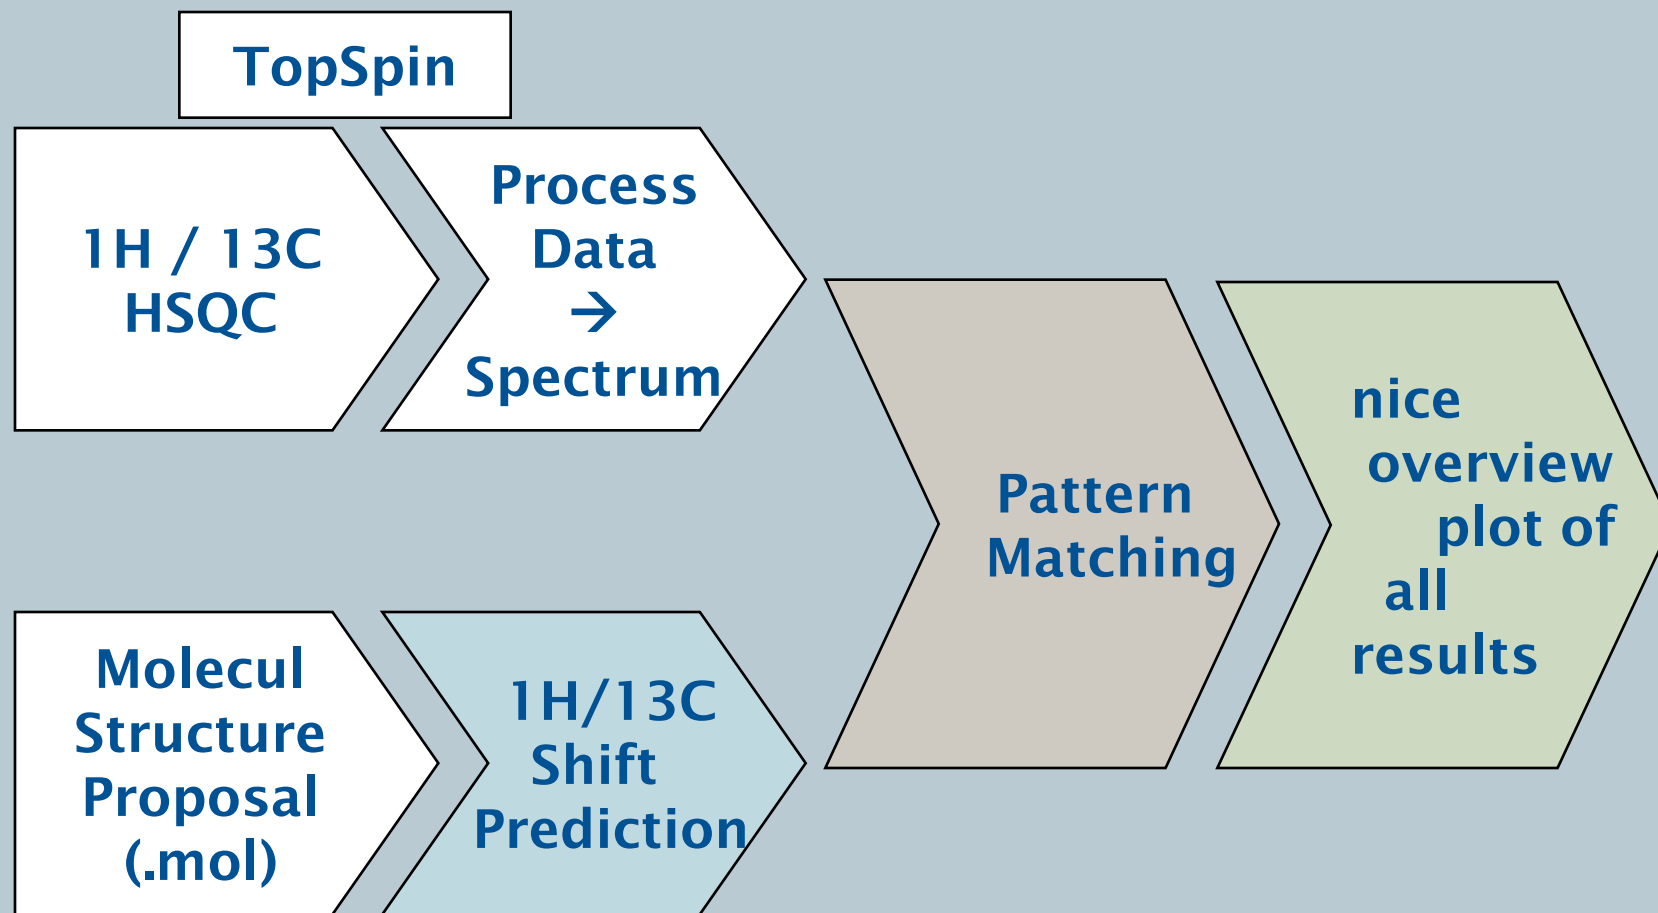 TopSpin
1H / 13C
HSQC
Process
Data
→
Spectrum
Molecul
Structure
Proposal
(.mol)
1H/13C
Shift
Prediction
Pattern
Matching
nice
overview
plot of
all
results